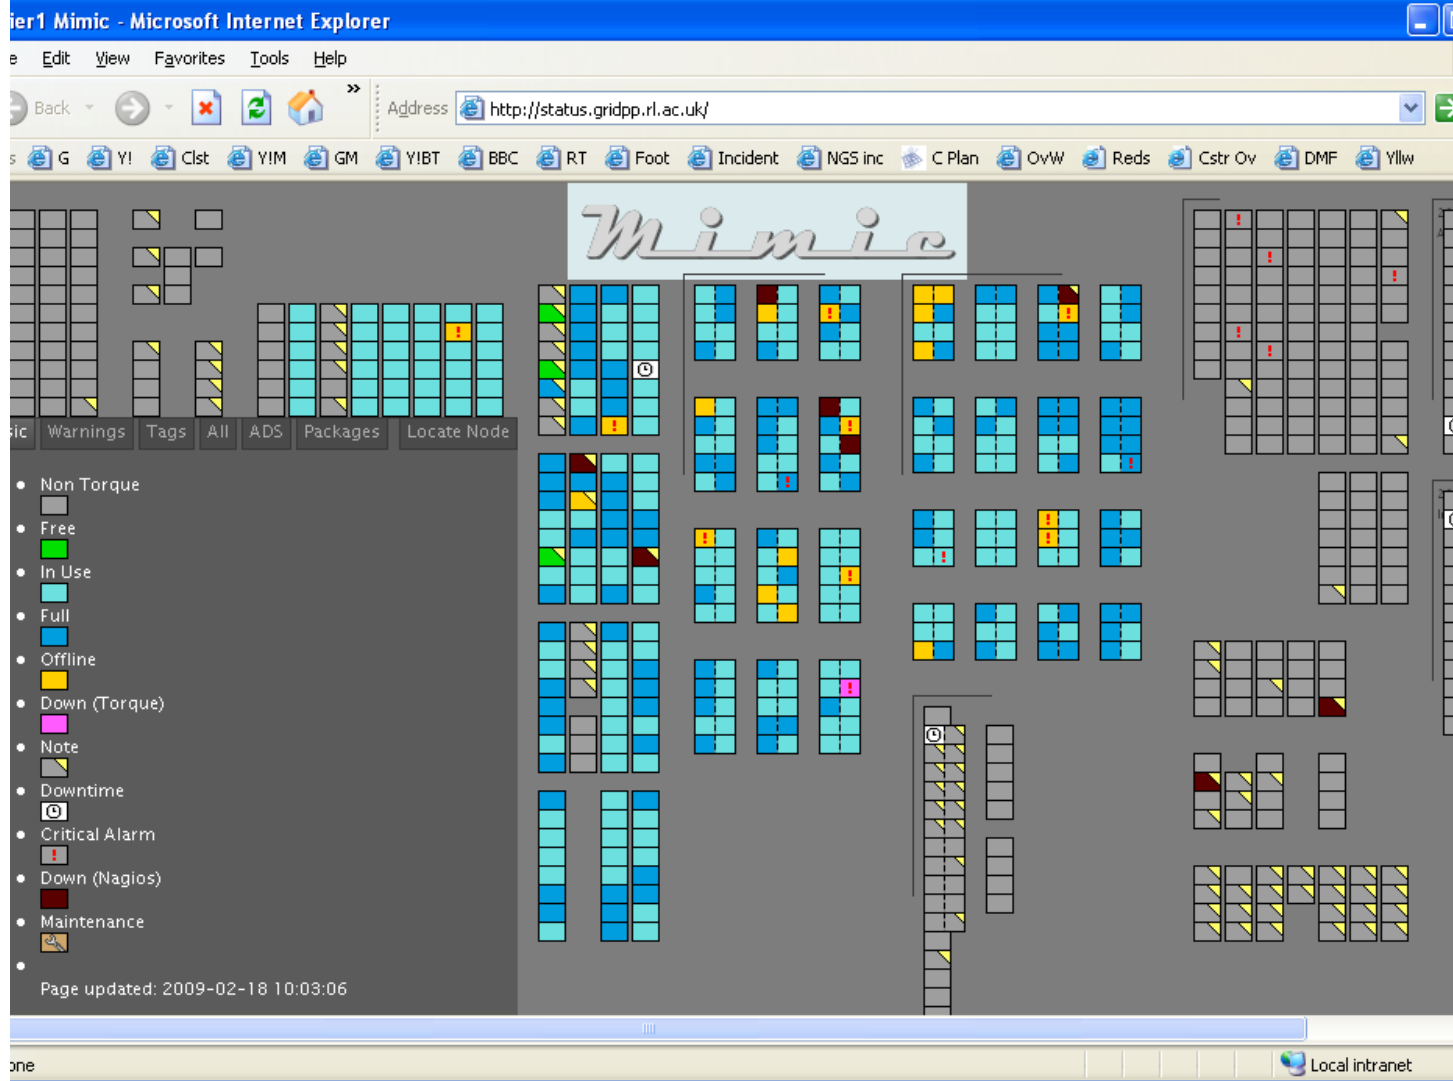 ier1 Mimic - Microsoft Internet Explorer
e Edit View Favorites Tools Help
Back » Address http://status.gridpp.rl.ac.uk/
s G Y! Clst Y!M GM Y!BT BBC RT Foot Incident NGS inc C Plan OvW Reds Cstr Ov DMF Yllw
Mimic
sic Warnings Tags All ADS Packages Locate Node
Non Torque
Free
In Use
Full
Offline
Down (Torque)
Note
Downtime
Critical Alarm
Down (Nagios)
Maintenance
Page updated: 2009-02-18 10:03:06
one Local intranet